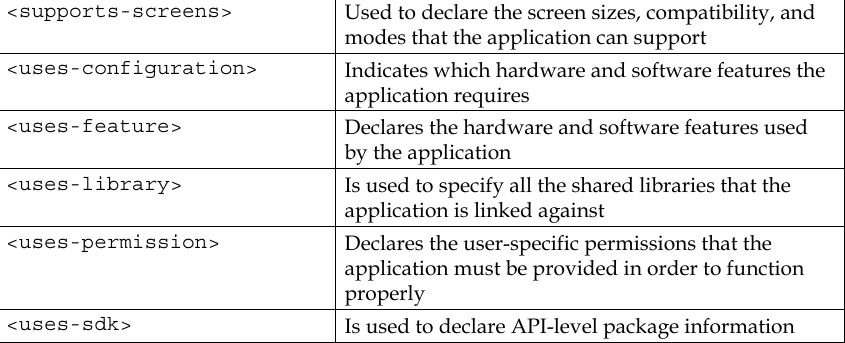 <supports-screens>
Used to declare the screen sizes, compatibility, and
modes that the application can support
<uses-configuration>
Indicates which hardware and software features the
application requires
<uses-feature>
Declares the hardware and software features used
by the application
<uses-library>
Is used to specify all the shared libraries that the
application is linked against
<uses-permission>
Declares the user-specific permissions that the
application must be provided in order to function
properly
<uses-sdk>
Is used to declare API-level package information